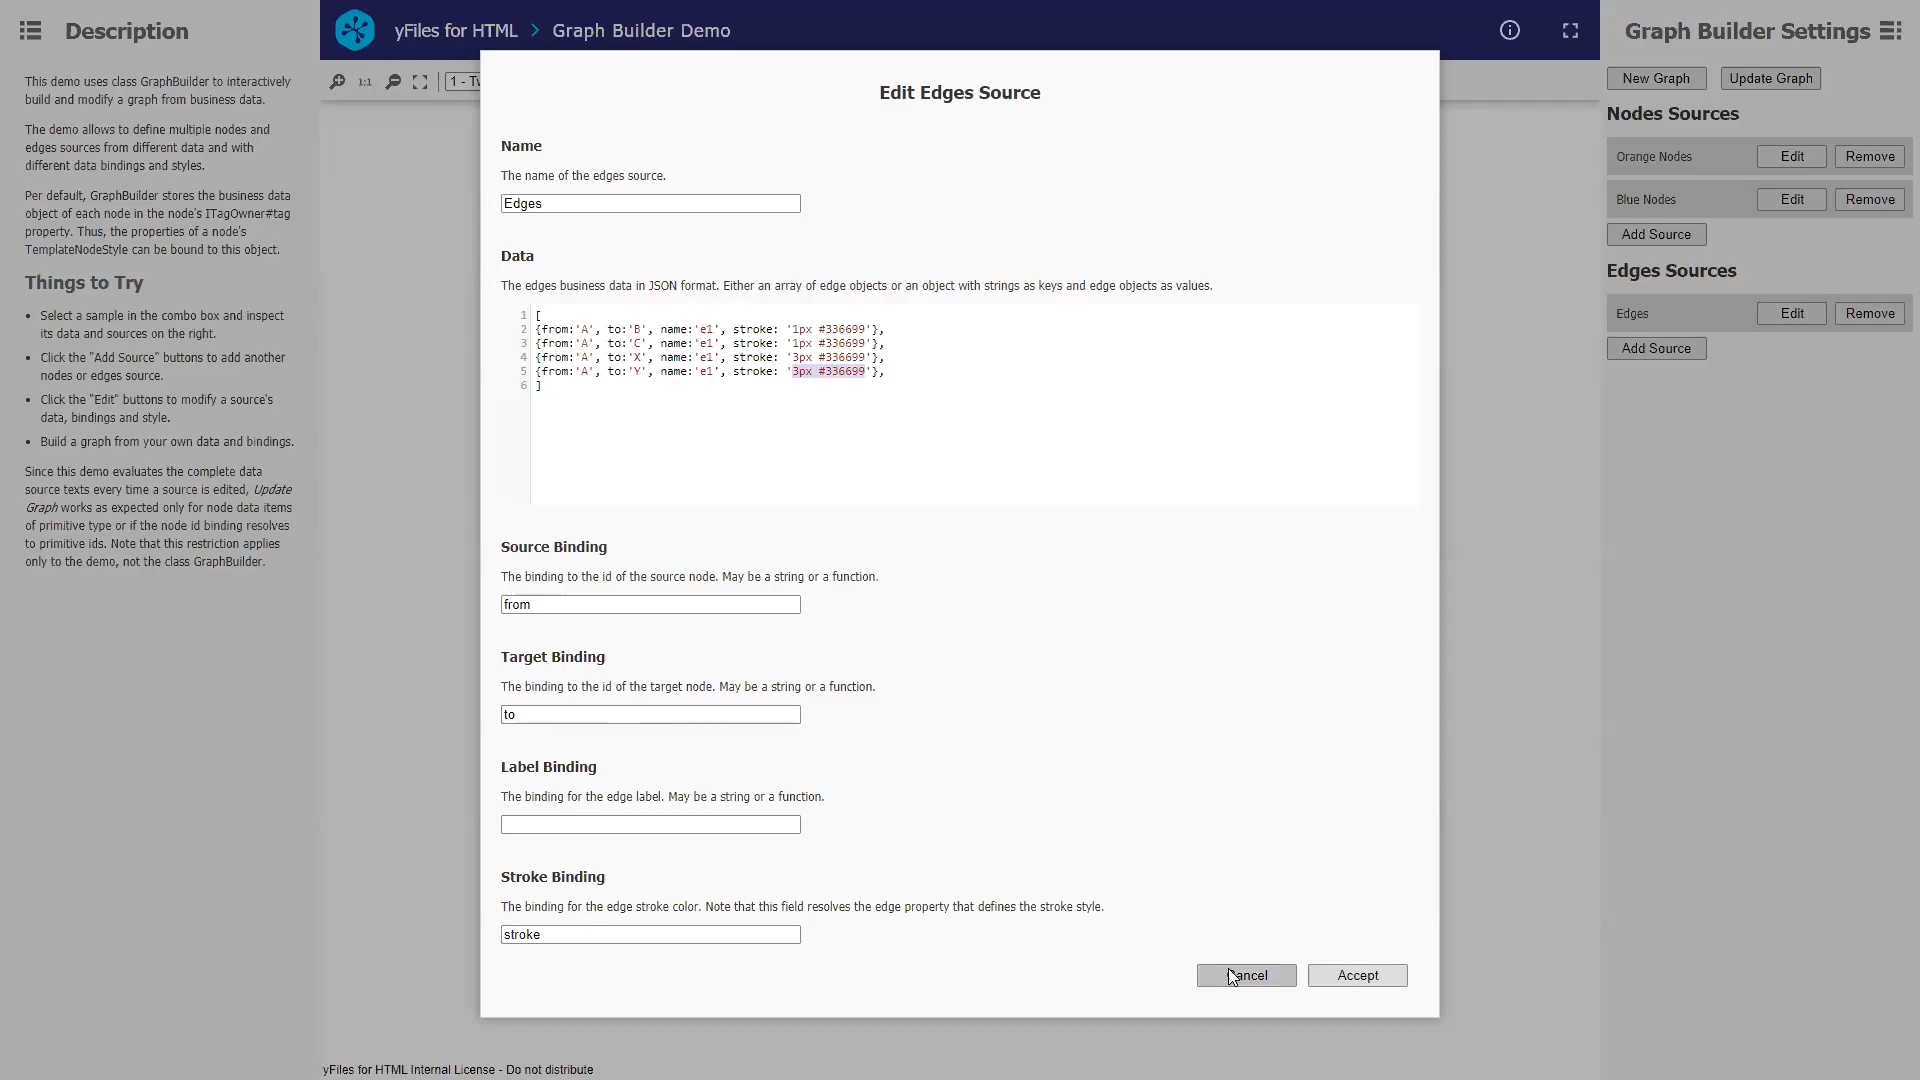 Description
This demo uses class GraphBuilder to interactively
build and modify a graph from business data.
The demo allows to define multiple nodes and
edges sources from different data and with
different data bindings and styles.
Per default, GraphBuilder stores the business data
object of each node in the node's ITagOwner#tag
property. Thus, the properties of a node's
TemplateNodeStyle can be bound to this object.
Things to Try
• Select a sample in the combo box and inspect
its data and sources on the right.
• Click the "Add Source" buttons to add another
nodes or edges source.
• Click the "Edit" buttons to modify a source's
data, bindings and style.
• Build a graph from your own data and bindings.
Since this demo evaluates the complete data
source texts every time a source is edited, Update
Graph works as expected only for node data items
of primitive type or if the node id binding resolves
to primitive ids. Note that this restriction applies
only to the demo, not the class GraphBuilder.
yFiles for HTML > Graph Builder Demo
1:1
1 - Tw
Edit Edges Source
Name
The name of the edges source.
Edges
Data
The edges business data in JSON format. Either an array of edge objects or an object with strings as keys and edge objects as values.
1 [
2 {from:'A', to:'B', name:'e1', stroke: '1px #336699'},
3 {from:'A', to:'C', name:'e1', stroke: '1px #336699'},
4 {from:'A', to:'X', name:'e1', stroke: '3px #336699'},
5 {from:'A', to:'Y', name:'e1', stroke: '3px #336699'},
6 ]
Source Binding
The binding to the id of the source node. May be a string or a function.
from
Target Binding
The binding to the id of the target node. May be a string or a function.
to
Label Binding
The binding for the edge label. May be a string or a function.
Stroke Binding
The binding for the edge stroke color. Note that this field resolves the edge property that defines the stroke style.
stroke
Cancel Accept
yFiles for HTML Internal License - Do not distribute
Graph Builder Settings
New Graph Update Graph
Nodes Sources
Orange Nodes Edit Remove
Blue Nodes Edit Remove
Add Source
Edges Sources
Edges Edit Remove
Add Source